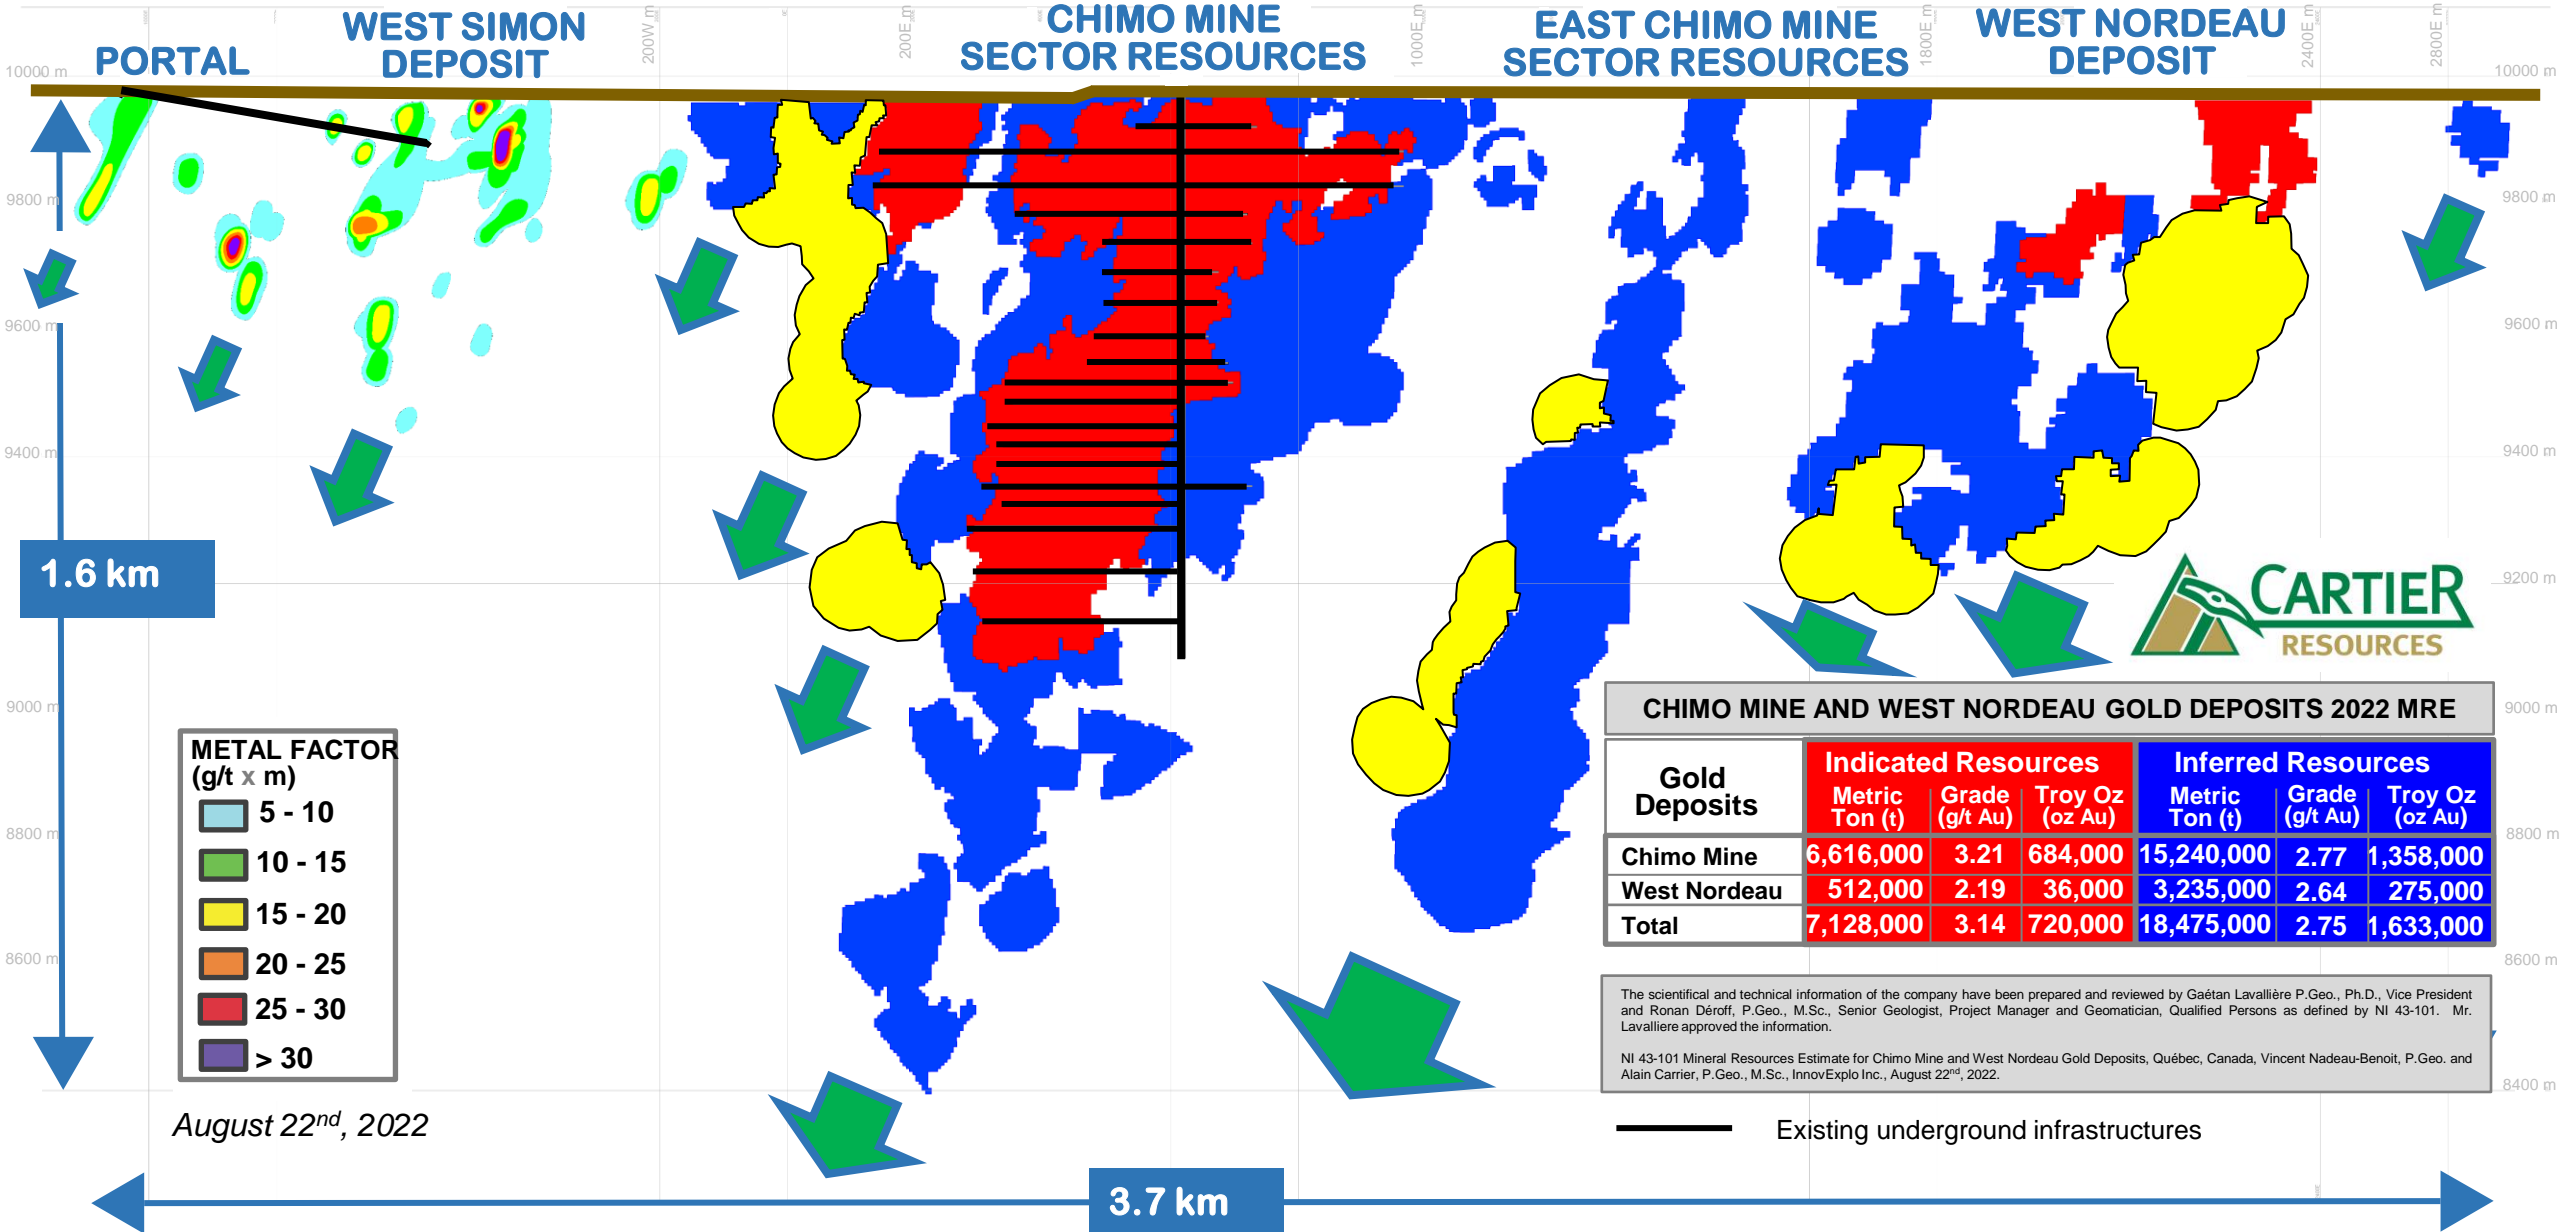 PORTAL
WEST SIMON
DEPOSIT
CHIMO MINE
SECTOR RESOURCES
EAST CHIMO MINE
SECTOR RESOURCES
WEST NORDEAU
DEPOSIT
200W m
200E m
1000E m
1800E m
2400E m
2800E m
10000 m
9800 m
9600 m
9400 m
9000 m
8800 m
8600 m
10000 m
9800 m
9600 m
9400 m
9200 m
9000 m
8800 m
8600 m
8400 m
1.6 km
METAL FACTOR
(g/t x m)
5 - 10
10 - 15
15 - 20
20 - 25
25 - 30
> 30
August 22nd, 2022
CARTIER
RESOURCES
CHIMO MINE AND WEST NORDEAU GOLD DEPOSITS 2022 MRE
Gold Deposits
Indicated Resources Inferred Resources
Metric Ton (t) Grade (g/t Au) Troy Oz (oz Au) Metric Ton (t) Grade (g/t Au) Troy Oz (oz Au)
Chimo Mine 6,616,000 3.21 684,000 15,240,000 2.77 1,358,000
West Nordeau 512,000 2.19 36,000 3,235,000 2.64 275,000
Total 7,128,000 3.14 720,000 18,475,000 2.75 1,633,000
The scientifical and technical information of the company have been prepared and reviewed by Gaétan Lavallière P.Geo., Ph.D., Vice President
and Ronan Déroff, P.Geo., M.Sc., Senior Geologist, Project Manager and Geomatician, Qualified Persons as defined by NI 43-101. Mr.
Lavalliere approved the information.
NI 43-101 Mineral Resources Estimate for Chimo Mine and West Nordeau Gold Deposits, Québec, Canada, Vincent Nadeau-Benoit, P.Geo. and
Alain Carrier, P.Geo., M.Sc., InnovExplo Inc., August 22nd, 2022.
Existing underground infrastructures
3.7 km